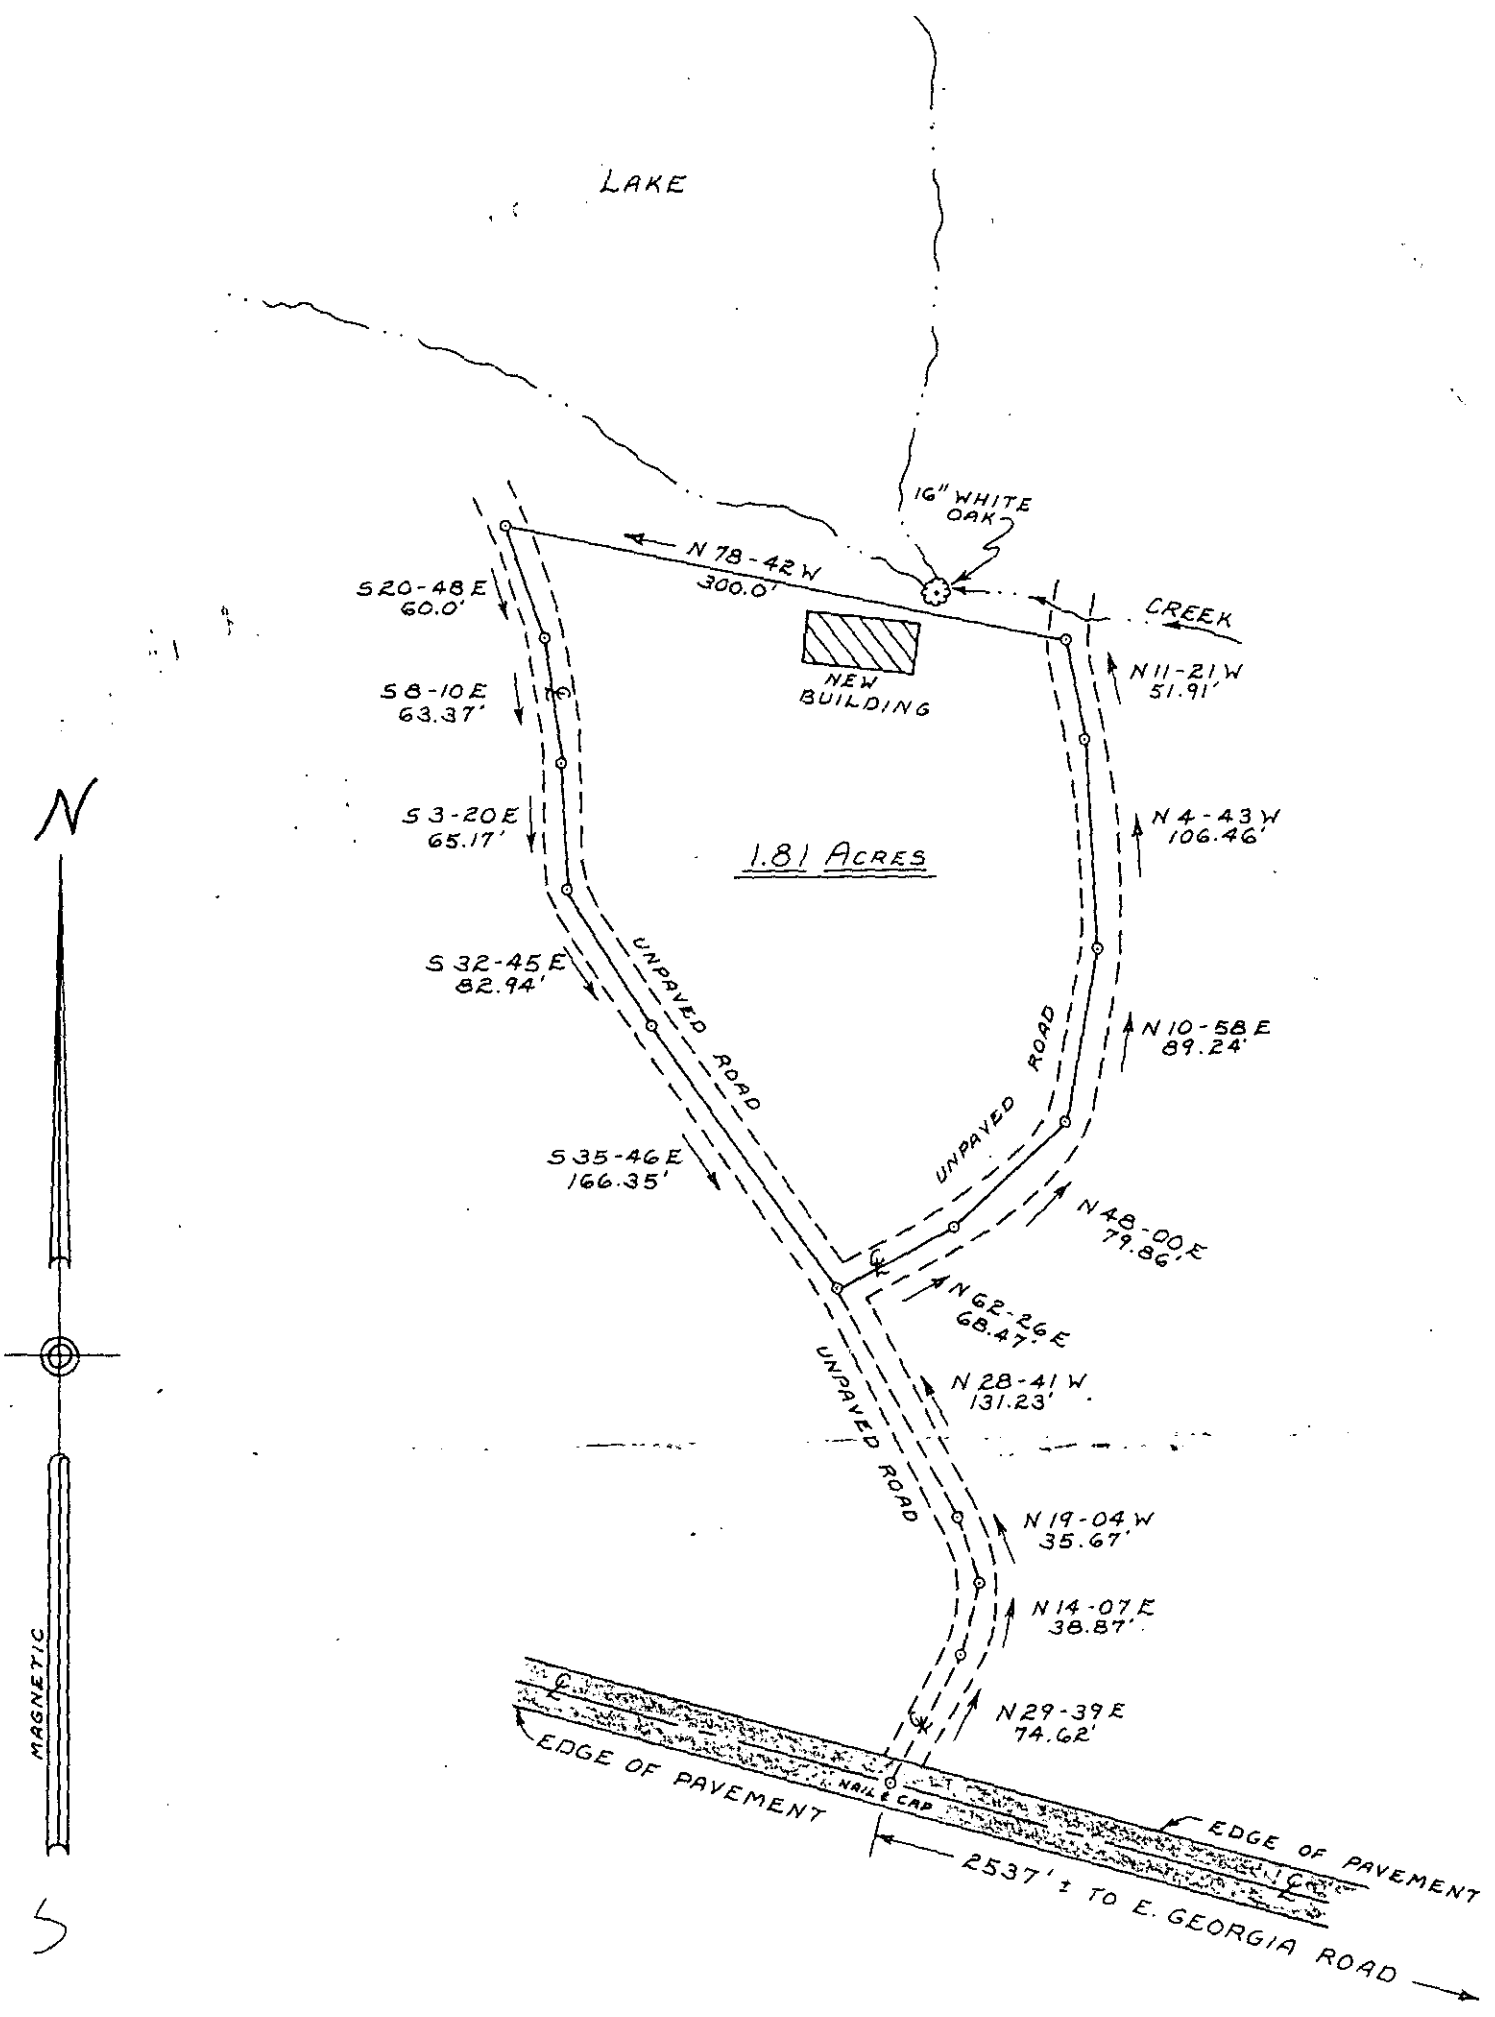 LAKE
16" WHITE
OAK
N 78-42 W
300.0'
CREEK
S 20-48 E
60.0'
NEW
BUILDING
N 11-21 W
51.91'
S 8-10 E
63.37'
N
S 3-20 E
65.17'
N 4-43 W
106.46'
1.81 ACRES
S 32-45 E
82.94'
UNPAVED ROAD
UNPAVED ROAD
N 10-58 E
89.24'
S 35-46 E
166.35'
N 48-00 E
79.86'
℄
N 62-26 E
68.47'
UNPAVED ROAD
N 28-41 W
131.23'
N 19-04 W
35.67'
N 14-07 E
38.87'
MAGNETIC
℄
N 29-39 E
74.62'
EDGE OF PAVEMENT
NAIL & CAP
EDGE OF PAVEMENT
℄
2537' ± TO E. GEORGIA ROAD
S